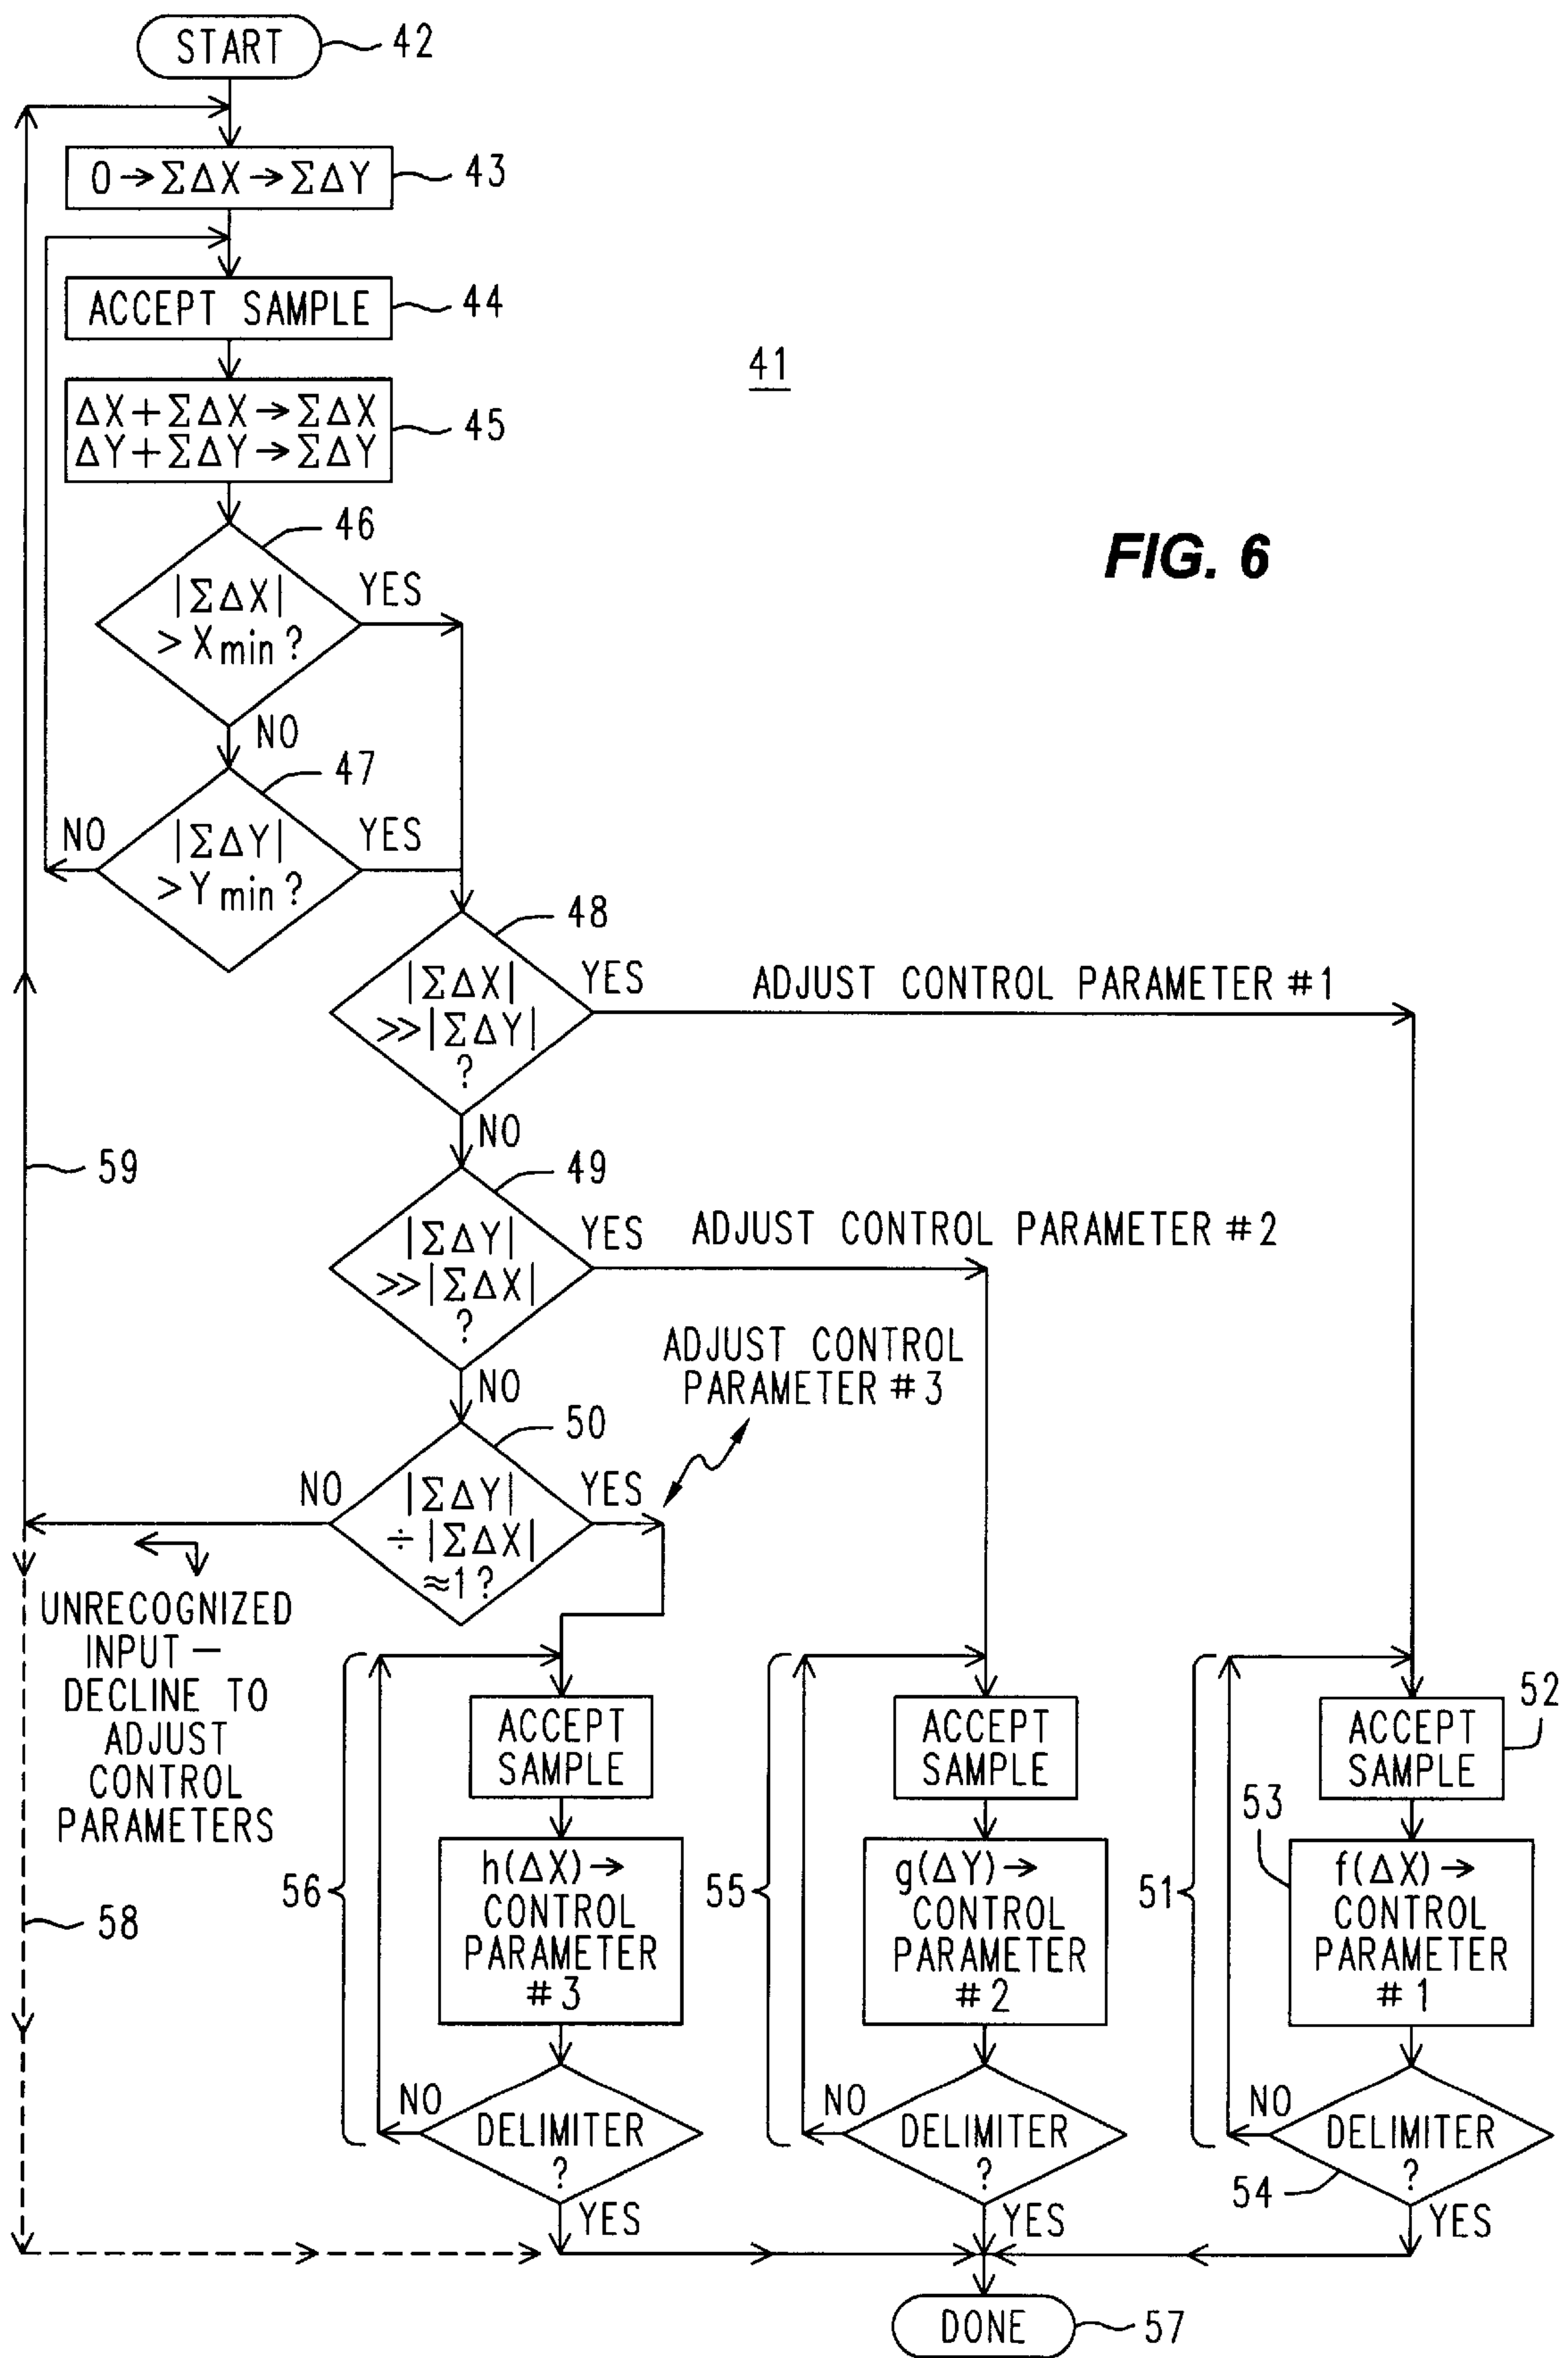 START
42
0→ΣΔX→ΣΔY
43
ACCEPT SAMPLE
44
41
ΔX+ΣΔX→ΣΔX
ΔY+ΣΔY→ΣΔY
45
FIG. 6
46
|ΣΔX|
>Xmin?
YES
NO
47
|ΣΔY|
>Ymin?
NO
YES
48
|ΣΔX|
≫|ΣΔY|
?
YES
ADJUST CONTROL PARAMETER #1
NO
59
49
|ΣΔY|
≫|ΣΔX|
?
YES
ADJUST CONTROL PARAMETER #2
NO
ADJUST CONTROL
PARAMETER #3
50
|ΣΔY|
÷|ΣΔX|
≈1?
NO
YES
UNRECOGNIZED
INPUT—
DECLINE TO
ADJUST
CONTROL
PARAMETERS
58
56
ACCEPT
SAMPLE
h(ΔX)→
CONTROL
PARAMETER
#3
NO
DELIMITER
?
YES
55
ACCEPT
SAMPLE
g(ΔY)→
CONTROL
PARAMETER
#2
NO
DELIMITER
?
YES
51
ACCEPT
SAMPLE
52
53
f(ΔX)→
CONTROL
PARAMETER
#1
NO
DELIMITER
?
54
YES
DONE
57